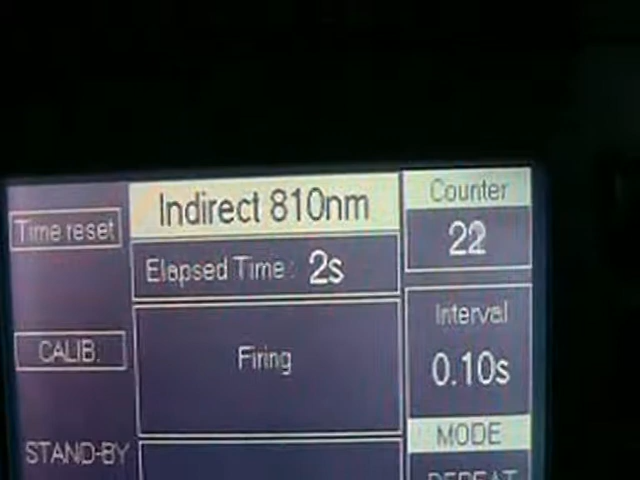 Indirect 810nm
Counter
Time reset
22
Elapsed Time: 2s
Interval
CALIB.
Firing
0.10s
MODE
STAND-BY
REPEAT